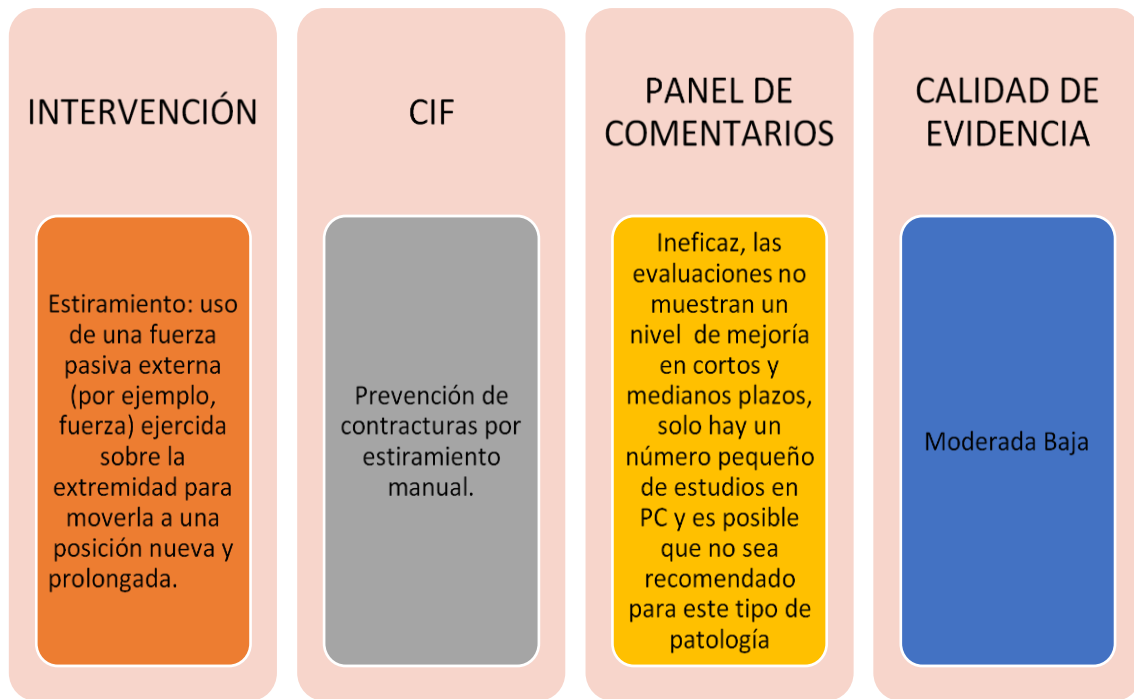 INTERVENCIÓN
Estiramiento: uso
de una fuerza
pasiva externa
(por ejemplo,
fuerza) ejercida
sobre la
extremidad para
moverla a una
posición nueva y
prolongada.
CIF
Prevención de
contracturas por
estiramiento
manual.
PANEL DE
COMENTARIOS
Ineficaz, las
evaluaciones no
muestran un
nivel de mejoría
en cortos y
medianos plazos,
solo hay un
número pequeño
de estudios en
PC y es posible
que no sea
recomendado
para este tipo de
patología
CALIDAD DE
EVIDENCIA
Moderada Baja